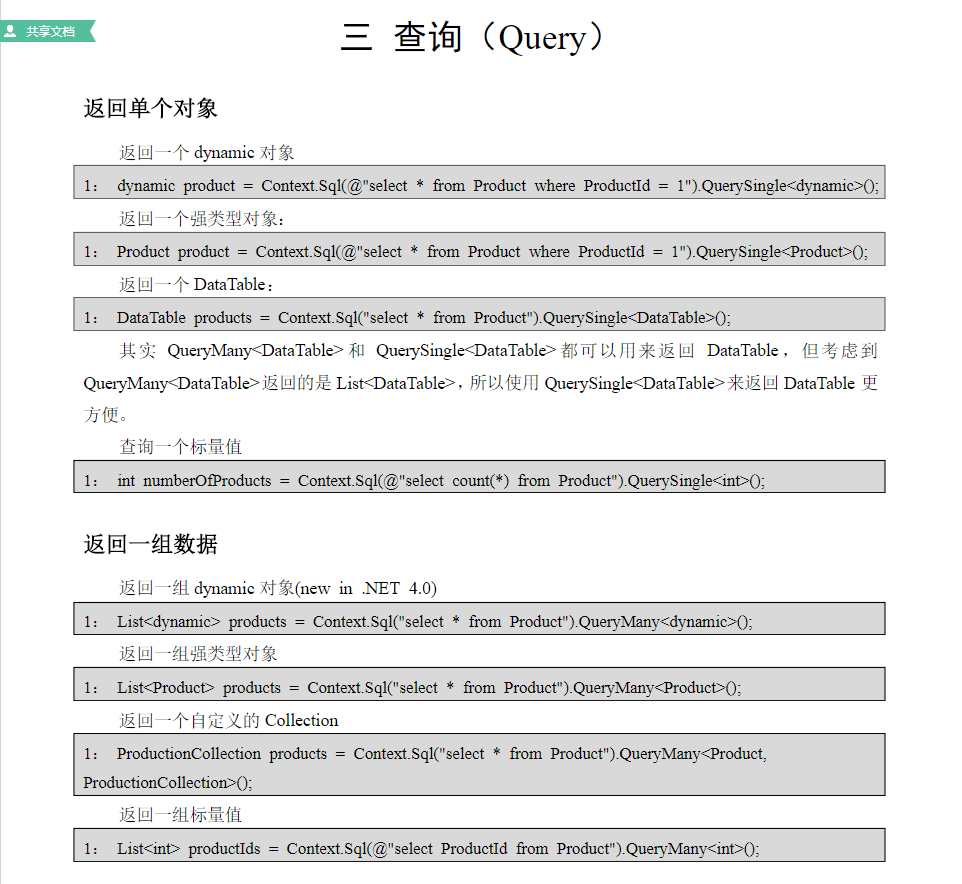 共享文档
三 查询（Query）
返回单个对象
返回一个 dynamic 对象
1： dynamic product = Context.Sql(@"select * from Product where ProductId = 1").QuerySingle<dynamic>();
返回一个强类型对象：
1： Product product = Context.Sql(@"select * from Product where ProductId = 1").QuerySingle<Product>();
返回一个 DataTable：
1： DataTable products = Context.Sql("select * from Product").QuerySingle<DataTable>();
其实 QueryMany<DataTable>和 QuerySingle<DataTable>都可以用来返回 DataTable，但考虑到
QueryMany<DataTable>返回的是 List<DataTable>，所以使用 QuerySingle<DataTable>来返回 DataTable 更
方便。
查询一个标量值
1： int numberOfProducts = Context.Sql(@"select count(*) from Product").QuerySingle<int>();
返回一组数据
返回一组 dynamic 对象(new in .NET 4.0)
1： List<dynamic> products = Context.Sql("select * from Product").QueryMany<dynamic>();
返回一组强类型对象
1： List<Product> products = Context.Sql("select * from Product").QueryMany<Product>();
返回一个自定义的 Collection
1： ProductionCollection products = Context.Sql("select * from Product").QueryMany<Product,
ProductionCollection>();
返回一组标量值
1： List<int> productIds = Context.Sql(@"select ProductId from Product").QueryMany<int>();